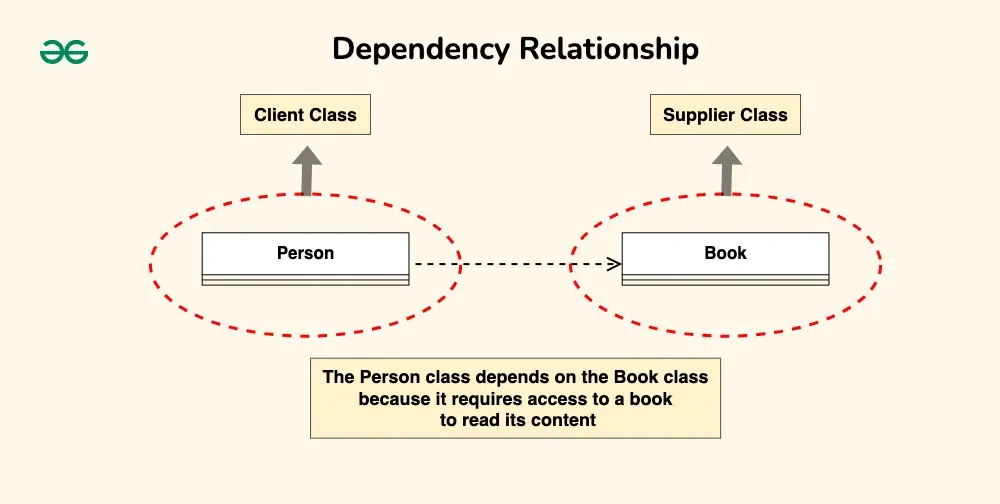 Dependency Relationship
Client Class
Supplier Class
Person
Book
The Person class depends on the Book class
because it requires access to a book
to read its content